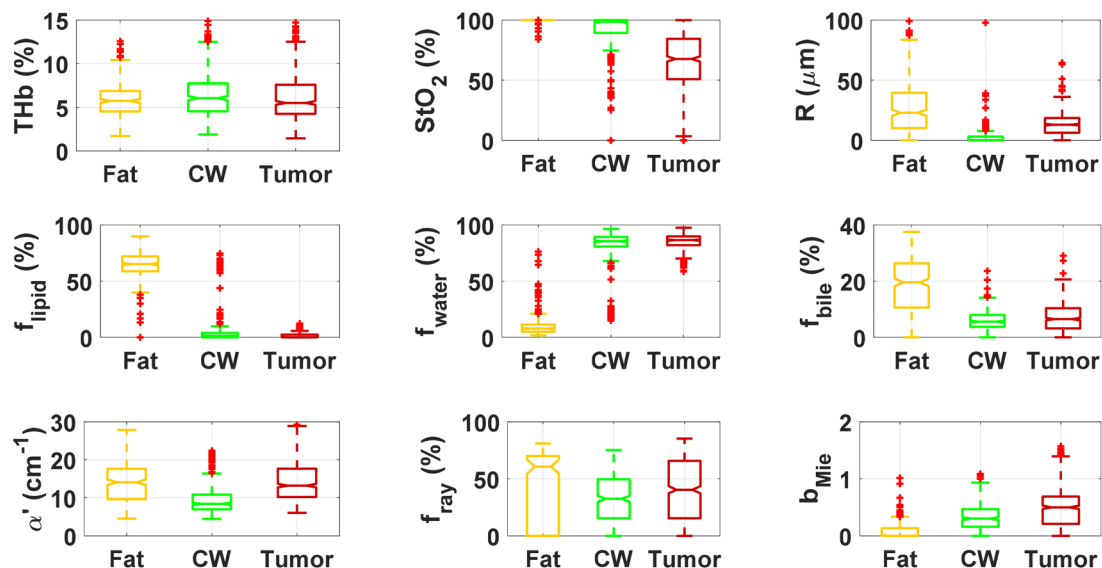 THb (%)
15
10
5
0
Fat CW Tumor
StO2 (%)
100
50
0
Fat CW Tumor
R (μm)
100
50
0
Fat CW Tumor
flipid (%)
100
50
0
Fat CW Tumor
fwater (%)
100
50
0
Fat CW Tumor
fbile (%)
40
20
0
Fat CW Tumor
α' (cm-1)
30
20
10
0
Fat CW Tumor
fray (%)
100
50
0
Fat CW Tumor
bMie
2
1
0
Fat CW Tumor